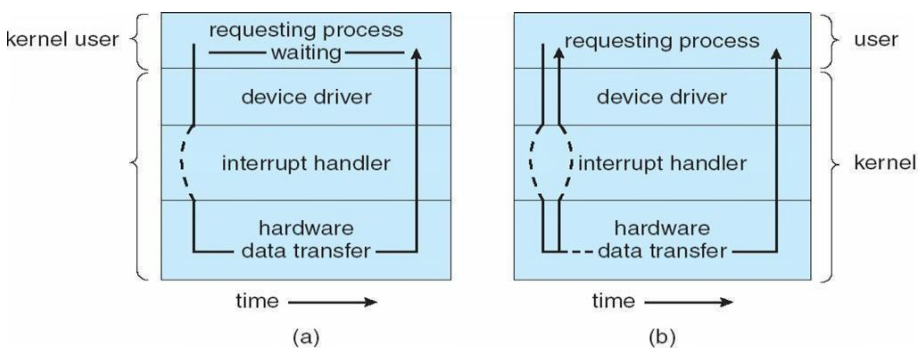 kernel user
requesting process
waiting
device driver
interrupt handler
hardware
data transfer
time
(a)
requesting process
user
device driver
interrupt handler
kernel
hardware
data transfer
time
(b)